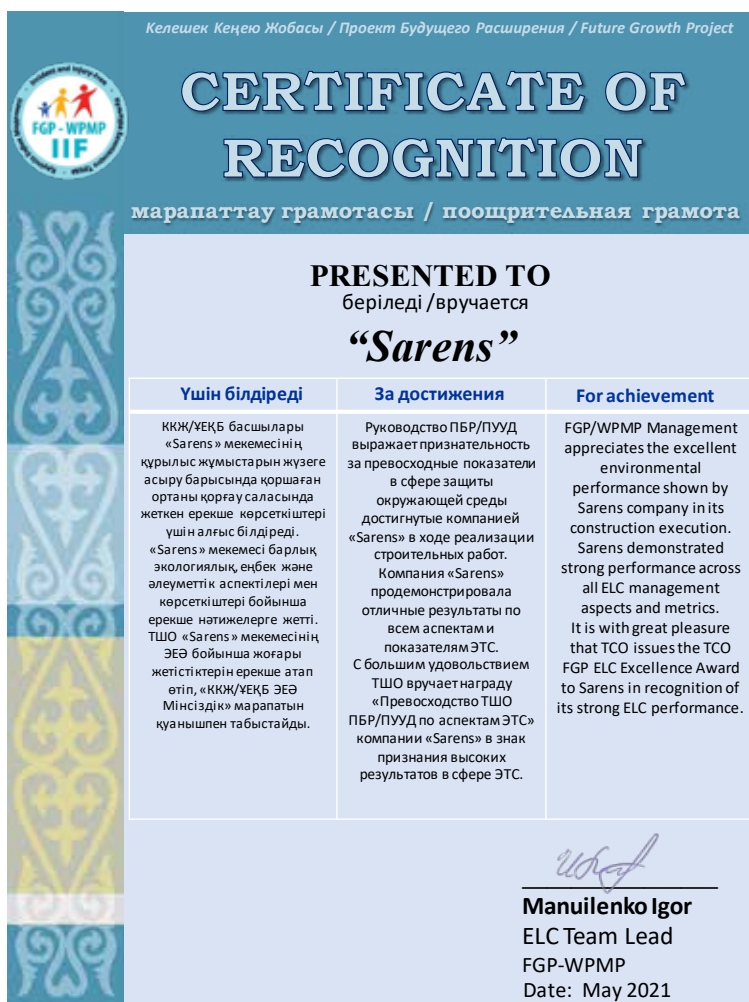 Келешек Кеңею Жобасы / Проект Будущего Расширения / Future Growth Project
FGP - WPMP
IIF
CERTIFICATE OF
RECOGNITION
марапаттау грамотасы / поощрительная грамота
PRESENTED TO
беріледі /вручается
“Sarens”
Үшін білдіреді
ККЖ/ҰЕҚБ басшылары
«Sarens» мекемесінің
құрылыс жұмыстарын жүзеге
асыру барысында қоршаған
ортаны қорғау саласында
жеткен ерекше көрсеткіштері
үшін алғыс білдіреді.
«Sarens» мекемесі барлық
экологиялық, еңбек және
әлеуметтік аспектілері мен
көрсеткіштері бойынша
ерекше нәтижелерге жетті.
ТШО «Sarens» мекемесінің
ЭЕӘ бойынша жоғары
жетістіктерін ерекше атап
өтіп, «ККЖ/ҰЕҚБ ЭЕӘ
Мінсіздік» марапатын
қуанышпен табыстайды.
За достижения
Руководство ПБР/ПУУД
выражает признательность
за превосходные показатели
в сфере защиты
окружающей среды
достигнутые компанией
«Sarens» в ходе реализации
строительных работ.
Компания «Sarens»
продемонстрировала
отличные результаты по
всем аспектам и
показателям ЭТС.
С большим удовольствием
ТШО вручает награду
«Превосходство ТШО
ПБР/ПУУД по аспектам ЭТС»
компании «Sarens» в знак
признания высоких
результатов в сфере ЭТС.
For achievement
FGP/WPMP Management
appreciates the excellent
environmental
performance shown by
Sarens company in its
construction execution.
Sarens demonstrated
strong performance across
all ELC management
aspects and metrics.
It is with great pleasure
that TCO issues the TCO
FGP ELC Excellence Award
to Sarens in recognition of
its strong ELC performance.
Manuilenko Igor
ELC Team Lead
FGP-WPMP
Date: May 2021